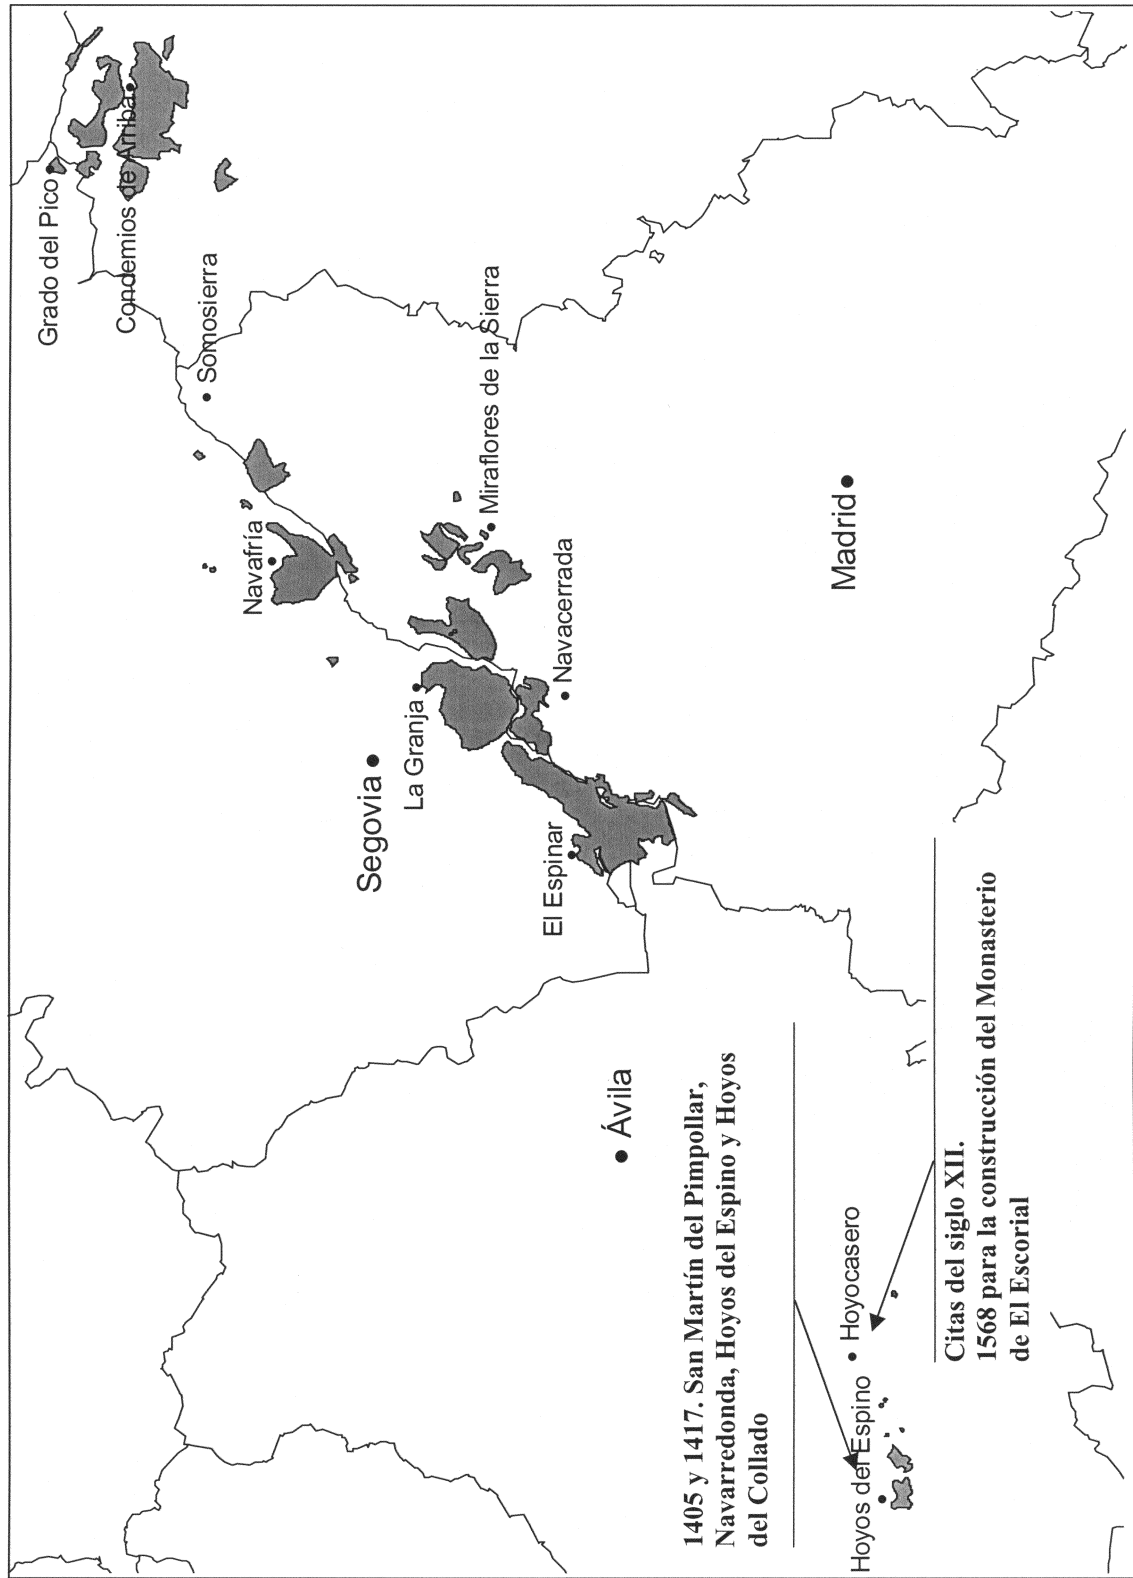 Grado del Pico
Condemios de Arriba
Somosierra
Navafría
Miraflores de la Sierra
La Granja
Navacerrada
Segovia
El Espinar
Madrid
Ávila
1405 y 1417. San Martín del Pimpollar,
Navarredonda, Hoyos del Espino y Hoyos
del Collado
Hoyocasero
Hoyos del Espino
Citas del siglo XII.
1568 para la construcción del Monasterio
de El Escorial